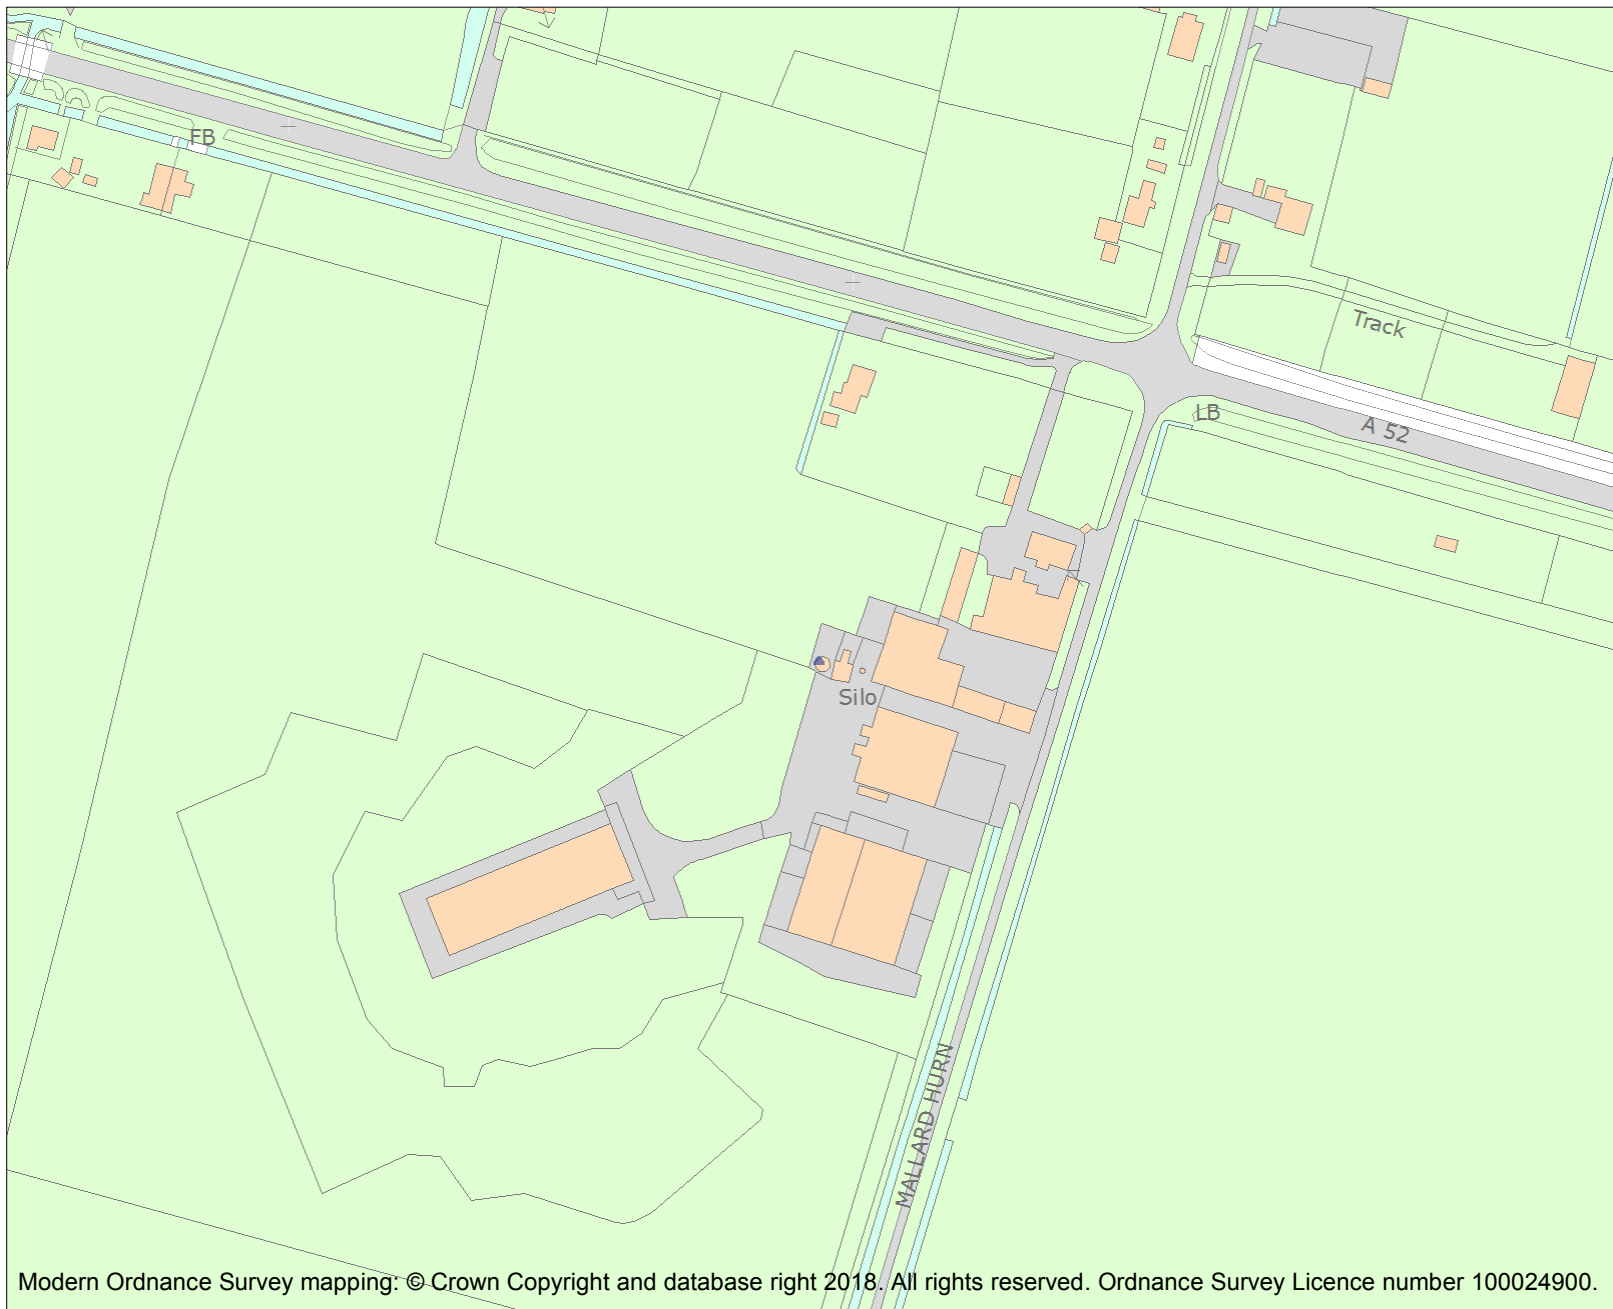 FB
Track
LB
A 52
Silo
MALLARD HURN
Modern Ordnance Survey mapping: © Crown Copyright and database right 2018. All rights reserved. Ordnance Survey Licence number 100024900.